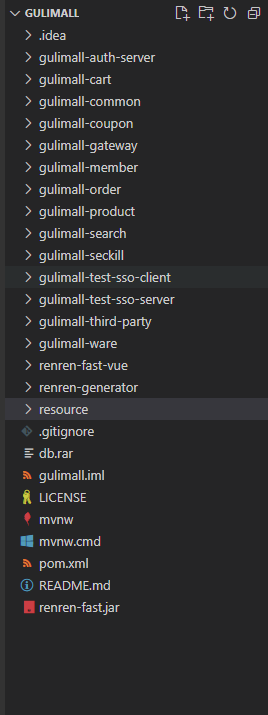 GULIMALL
.idea
gulimall-auth-server
gulimall-cart
gulimall-common
gulimall-coupon
gulimall-gateway
gulimall-member
gulimall-order
gulimall-product
gulimall-search
gulimall-seckill
gulimall-test-sso-client
gulimall-test-sso-server
gulimall-third-party
gulimall-ware
renren-fast-vue
renren-generator
resource
.gitignore
db.rar
gulimall.iml
LICENSE
mvnw
mvnw.cmd
pom.xml
README.md
renren-fast.jar